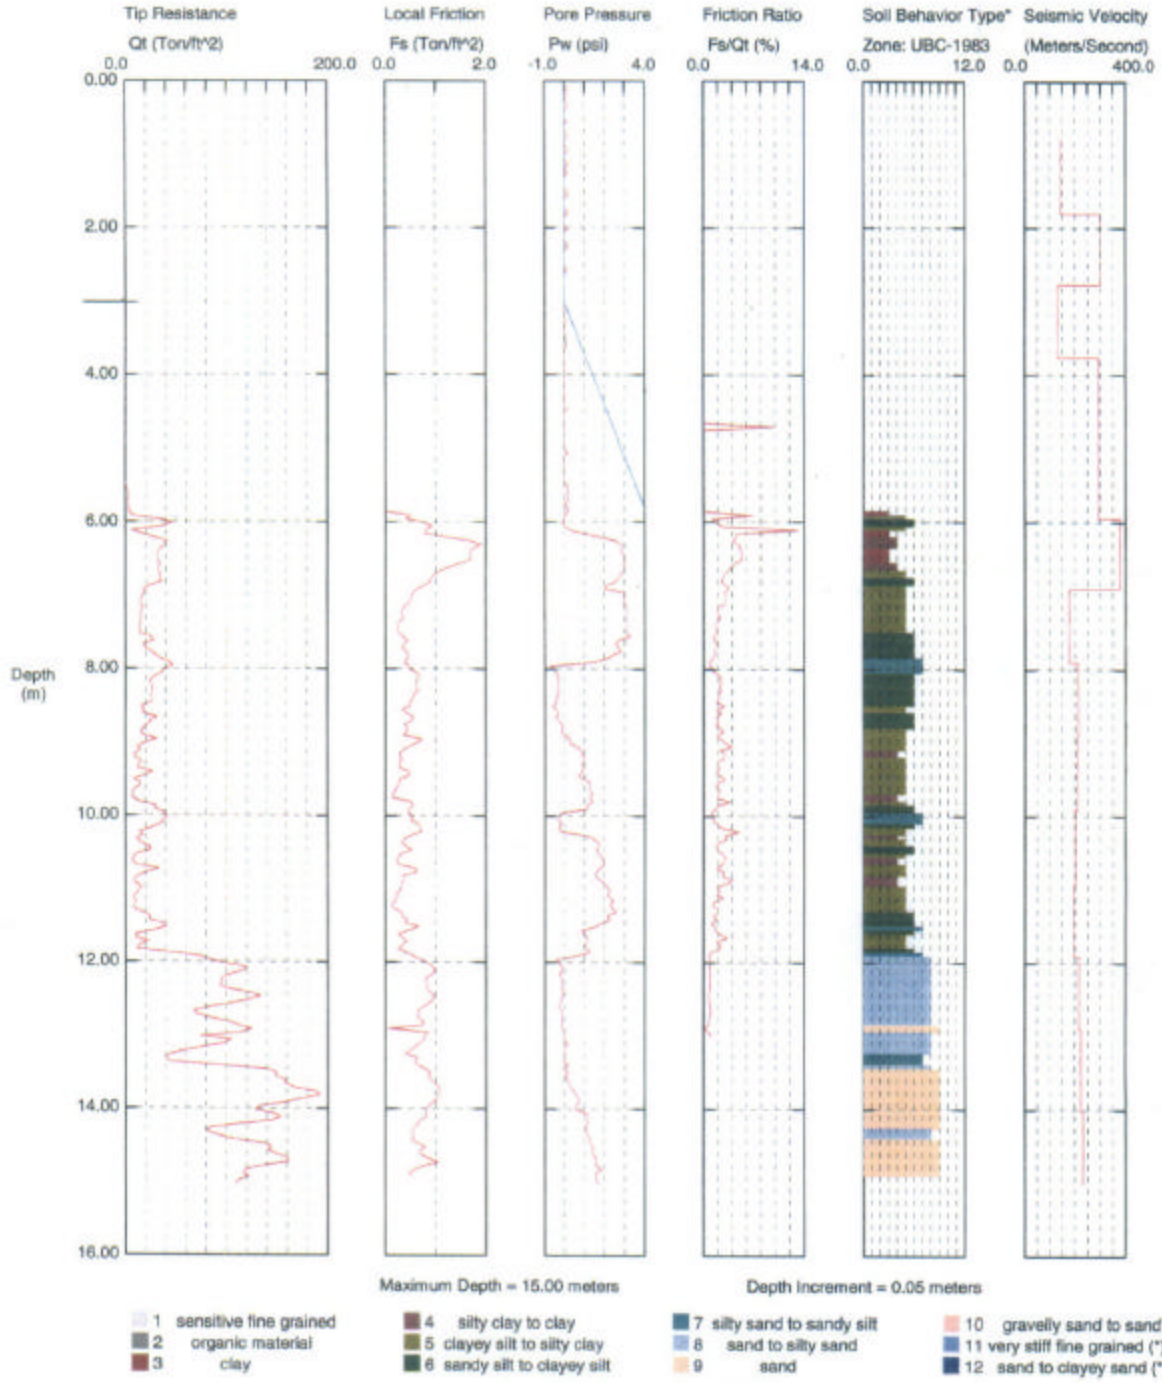 Tip Resistance Local Friction Pore Pressure Friction Ratio Soil Behavior Type* Seismic Velocity
Qt (Ton/ft^2) Fs (Ton/ft^2) Pw (psi) Fs/Qt (%) Zone: UBC-1983 (Meters/Second)
0.0 200.0 0.0 2.0 -1.0 4.0 0.0 14.0 0.0 12.0 0.0 400.0
0.00
2.00
4.00
6.00
8.00
Depth
(m)
10.00
12.00
14.00
16.00
Maximum Depth = 15.00 meters Depth Increment = 0.05 meters
1 sensitive fine grained 4 silty clay to clay 7 silty sand to sandy silt 10 gravelly sand to sand
2 organic material 5 clayey silt to silty clay 8 sand to silty sand 11 very stiff fine grained (*)
3 clay 6 sandy silt to clayey silt 9 sand 12 sand to clayey sand (*